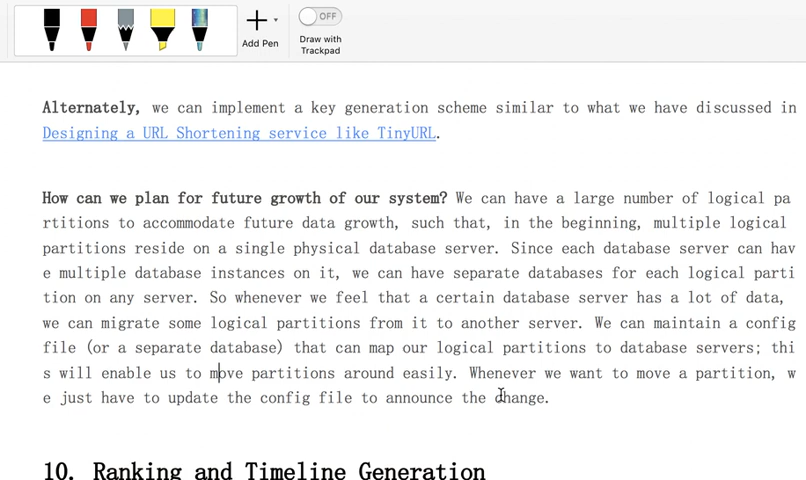 OFF
Add Pen
Draw with
Trackpad
Alternately, we can implement a key generation scheme similar to what we have discussed in
Designing a URL Shortening service like TinyURL.
How can we plan for future growth of our system? We can have a large number of logical pa
rtitions to accommodate future data growth, such that, in the beginning, multiple logical
partitions reside on a single physical database server. Since each database server can hav
e multiple database instances on it, we can have separate databases for each logical parti
tion on any server. So whenever we feel that a certain database server has a lot of data,
we can migrate some logical partitions from it to another server. We can maintain a config
file (or a separate database) that can map our logical partitions to database servers; thi
s will enable us to move partitions around easily. Whenever we want to move a partition, w
e just have to update the config file to announce the change.
10. Ranking and Timeline Generation